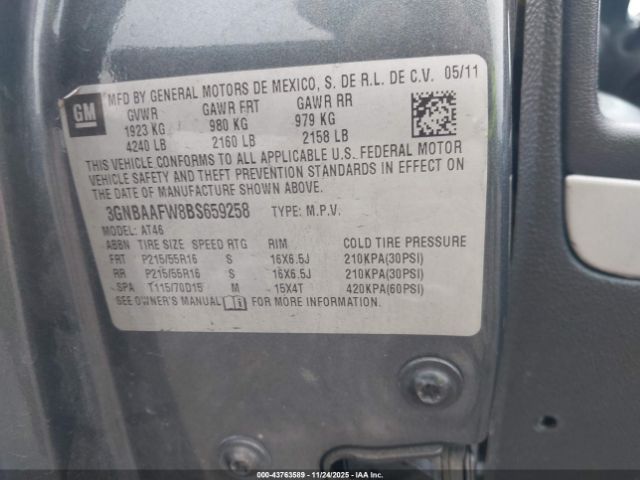 GM
MFD BY GENERAL MOTORS DE MEXICO, S. DE R.L. DE C.V. 05/11
GVWR GAWR FRT GAWR RR
1923 KG 980 KG 979 KG
4240 LB 2160 LB 2158 LB
THIS VEHICLE CONFORMS TO ALL APPLICABLE U.S. FEDERAL MOTOR
VEHICLE SAFETY AND THEFT PREVENTION STANDARDS IN EFFECT ON
THE DATE OF MANUFACTURE SHOWN ABOVE.
3GNBAAFW8BS659258 TYPE: M.P.V.
MODEL: AT46
ABBN TIRE SIZE SPEED RTG RIM COLD TIRE PRESSURE
FRT P215/55R16 S 16X6.5J 210KPA(30PSI)
RR P215/55R16 S 16X6.5J 210KPA(30PSI)
SPA T115/70D15 M 15X4T 420KPA(60PSI)
SEE OWNER'S MANUAL FOR MORE INFORMATION.
000-43763589 - 11/24/2025 - IAAI.COM